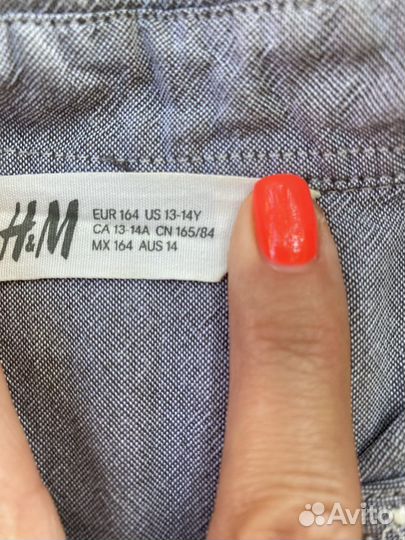 H&M
EUR 164 US 13-14Y
CA 13-14A CN 165/84
MX 164 AUS 14
Avito